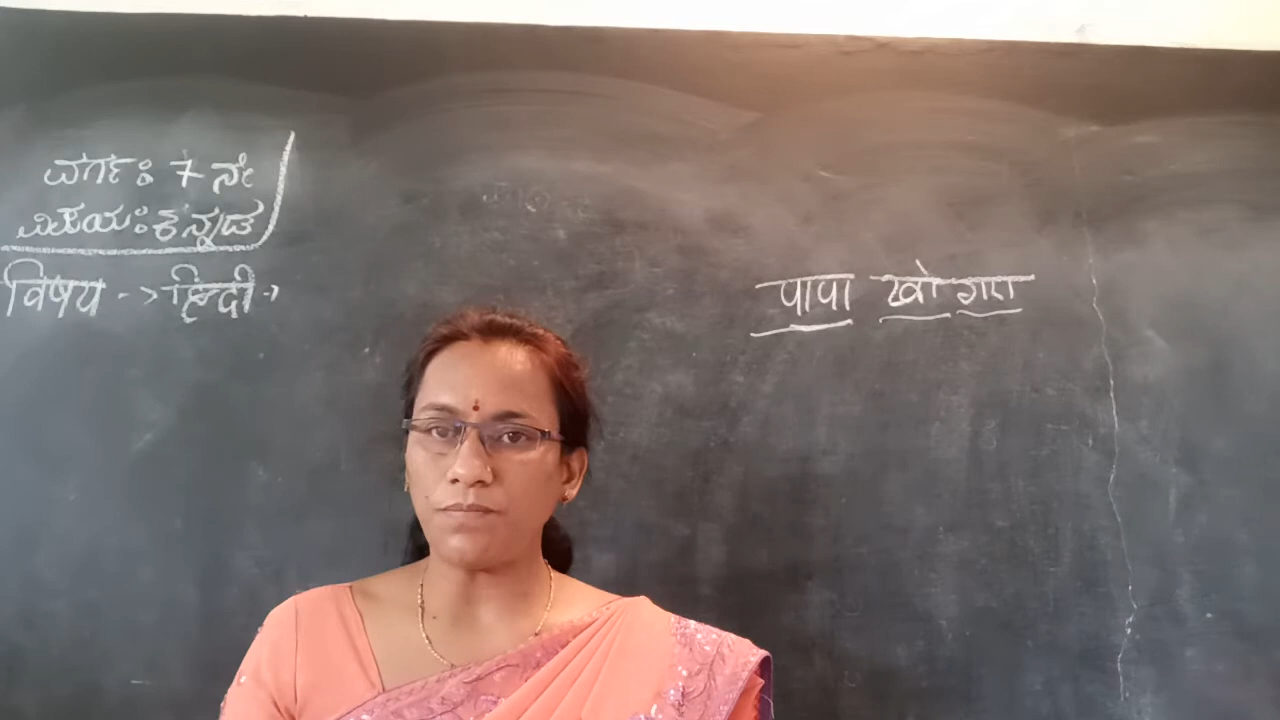 ವರ್ಗ: 7 ನೇ
ವಿಷಯ: ಕನ್ನಡ
विषय -> हिन्दी
पापा खो गए